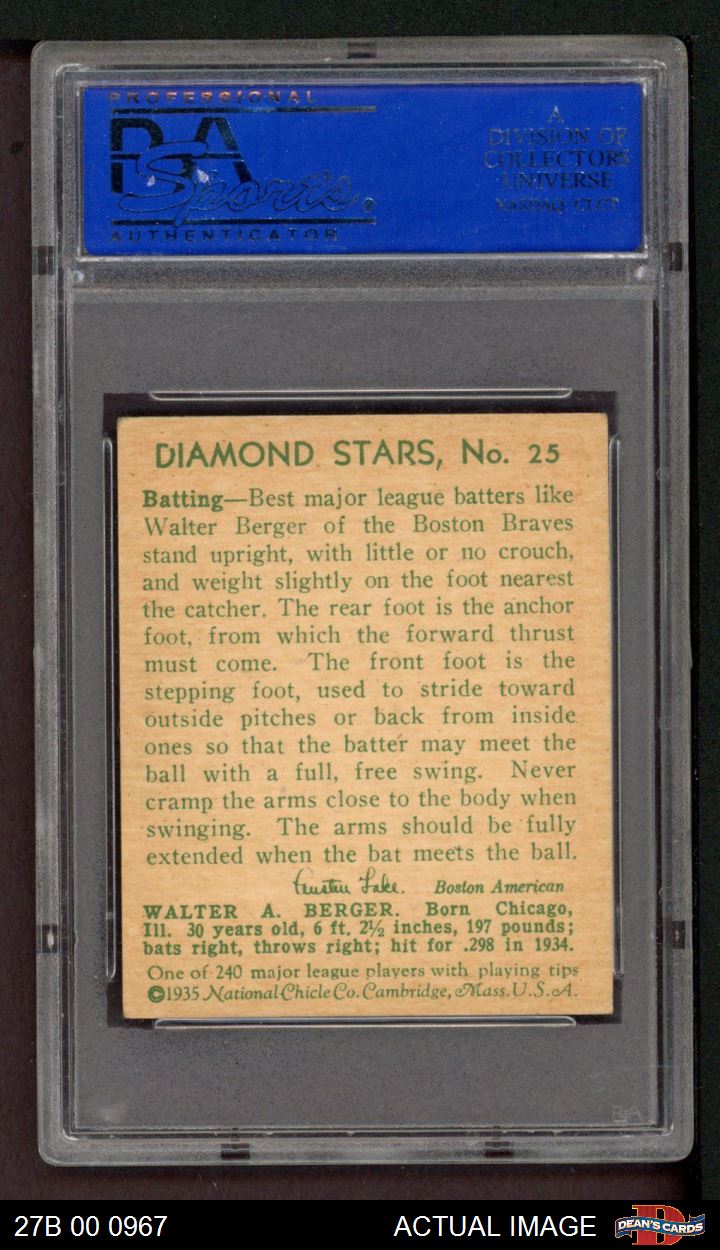 PROFESSIONAL
PSA
Sports®
AUTHENTICATOR
A
DIVISION OF
COLLECTORS
UNIVERSE
NASDAQ: CLCT
DIAMOND STARS, No. 25
Batting—Best major league batters like
Walter Berger of the Boston Braves
stand upright, with little or no crouch,
and weight slightly on the foot nearest
the catcher. The rear foot is the anchor
foot, from which the forward thrust
must come. The front foot is the
stepping foot, used to stride toward
outside pitches or back from inside
ones so that the batter may meet the
ball with a full, free swing. Never
cramp the arms close to the body when
swinging. The arms should be fully
extended when the bat meets the ball.
Austen Lake. Boston American
WALTER A. BERGER. Born Chicago,
Ill. 30 years old, 6 ft. 2½ inches, 197 pounds;
bats right, throws right; hit for .298 in 1934.
One of 240 major league players with playing tips
©1935 National Chicle Co. Cambridge, Mass. U.S.A.
PSA
27B 00 0967
ACTUAL IMAGE
DEAN'S CARDS